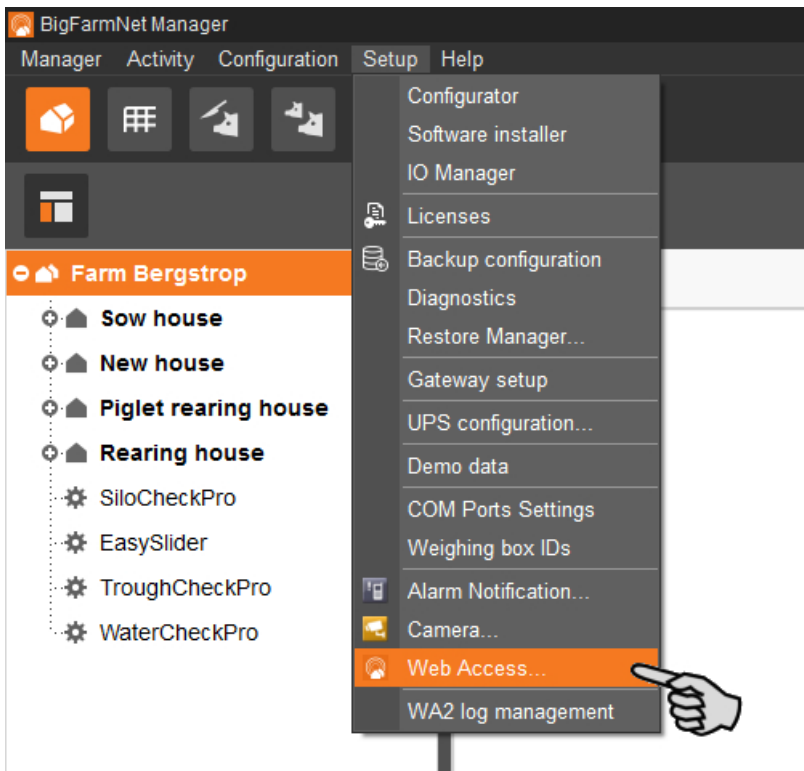 BigFarmNet Manager
Manager Activity Configuration Setup Help
Configurator
Software installer
IO Manager
Licenses
Backup configuration
Diagnostics
Restore Manager...
Gateway setup
UPS configuration...
Demo data
COM Ports Settings
Weighing box IDs
Alarm Notification...
Camera...
Web Access...
WA2 log management
Farm Bergstrop
Sow house
New house
Piglet rearing house
Rearing house
SiloCheckPro
EasySlider
TroughCheckPro
WaterCheckPro